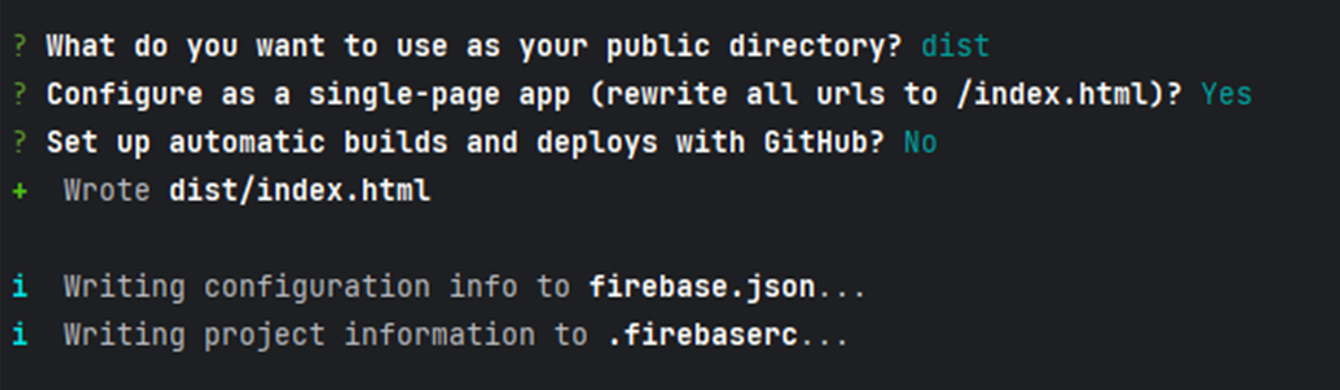 ? What do you want to use as your public directory? dist
? Configure as a single-page app (rewrite all urls to /index.html)? Yes
? Set up automatic builds and deploys with GitHub? No
+  Wrote dist/index.html
i  Writing configuration info to firebase.json...
i  Writing project information to .firebaserc...